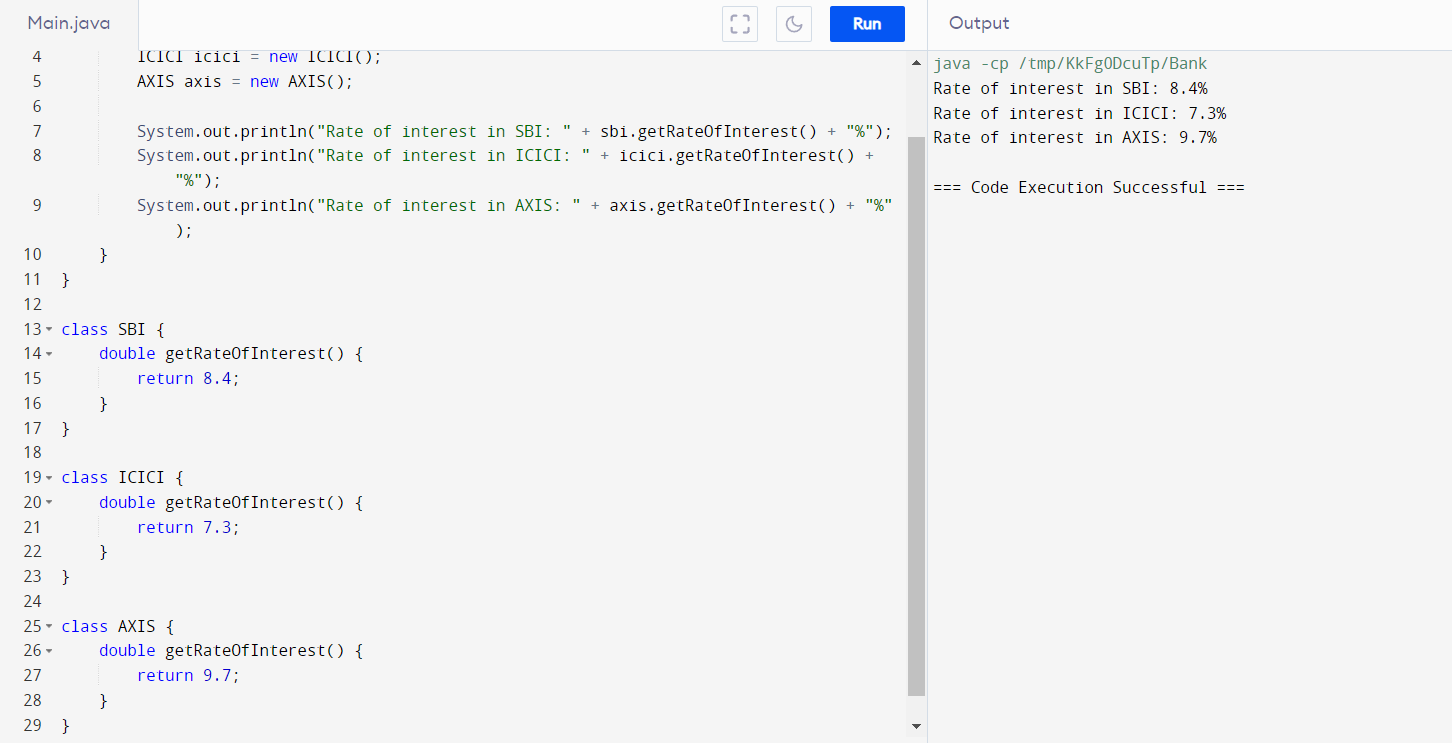 Main.java
Run
Output
4 ICICI icici = new ICICI();
5 AXIS axis = new AXIS();
6
7 System.out.println("Rate of interest in SBI: " + sbi.getRateOfInterest() + "%");
8 System.out.println("Rate of interest in ICICI: " + icici.getRateOfInterest() +
"%");
9 System.out.println("Rate of interest in AXIS: " + axis.getRateOfInterest() + "%"
);
10 }
11 }
12
13 class SBI {
14 double getRateOfInterest() {
15 return 8.4;
16 }
17 }
18
19 class ICICI {
20 double getRateOfInterest() {
21 return 7.3;
22 }
23 }
24
25 class AXIS {
26 double getRateOfInterest() {
27 return 9.7;
28 }
29 }
java -cp /tmp/KkFg0DcuTp/Bank
Rate of interest in SBI: 8.4%
Rate of interest in ICICI: 7.3%
Rate of interest in AXIS: 9.7%
=== Code Execution Successful ===